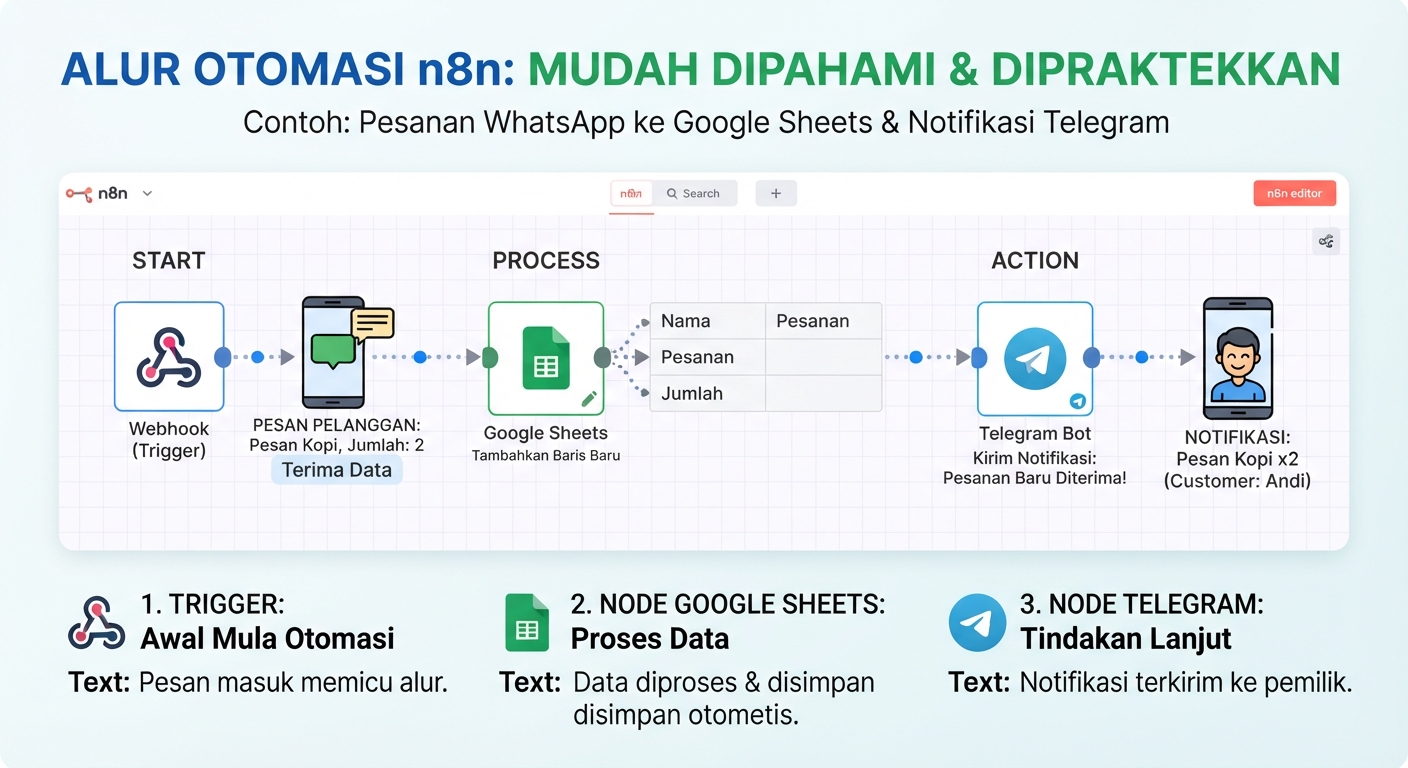 ALUR OTOMASI n8n: MUDAH DIPAHAMI & DIPRAKTEKKAN
Contoh: Pesanan WhatsApp ke Google Sheets & Notifikasi Telegram
n8n
Search
+
n8n editor
START
PROCESS
ACTION
Nama
Pesanan
Pesanan
Jumlah
Webhook
(Trigger)
PESAN PELANGGAN:
Pesan Kopi, Jumlah: 2
Terima Data
Google Sheets
Tambahkan Baris Baru
Telegram Bot
Kirim Notifikasi:
Pesanan Baru Diterima!
NOTIFIKASI:
Pesan Kopi x2
(Customer: Andi)
1. TRIGGER:
Awal Mula Otomasi
Text: Pesan masuk memicu alur.
2. NODE GOOGLE SHEETS:
Proses Data
Text: Data diproses & disimpan
disimpan otometis.
3. NODE TELEGRAM:
Tindakan Lanjut
Text: Notifikasi terkirim ke pemilik.